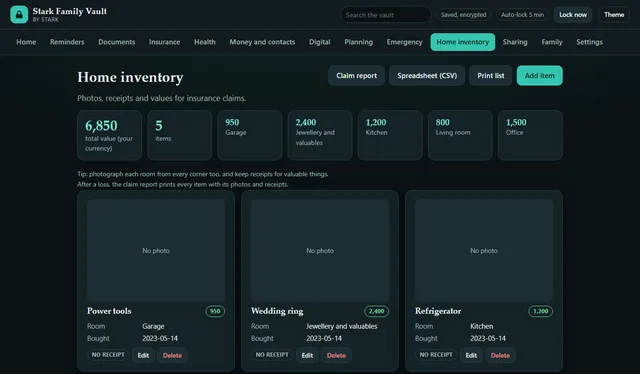 Stark Family Vault
BY STARK
Search the vault
Saved, encrypted
Auto-lock 5 min
Lock now
Theme
Home
Reminders
Documents
Insurance
Health
Money and contacts
Digital
Planning
Emergency
Home inventory
Sharing
Family
Settings
Home inventory
Claim report
Spreadsheet (CSV)
Print list
Add item
Photos, receipts and values for insurance claims.
6,850
total value (your
currency)
5
items
950
Garage
2,400
Jewellery and
valuables
1,200
Kitchen
800
Living room
1,500
Office
Tip: photograph each room from every corner too, and keep receipts for valuable things.
After a loss, the claim report prints every item with its photos and receipts.
No photo
Power tools
950
Room Garage
Bought 2023-05-14
NO RECEIPT Edit Delete
No photo
Wedding ring
2,400
Room Jewellery and valuables
Bought 2023-05-14
NO RECEIPT Edit Delete
No photo
Refrigerator
1,200
Room Kitchen
Bought 2023-05-14
NO RECEIPT Edit Delete